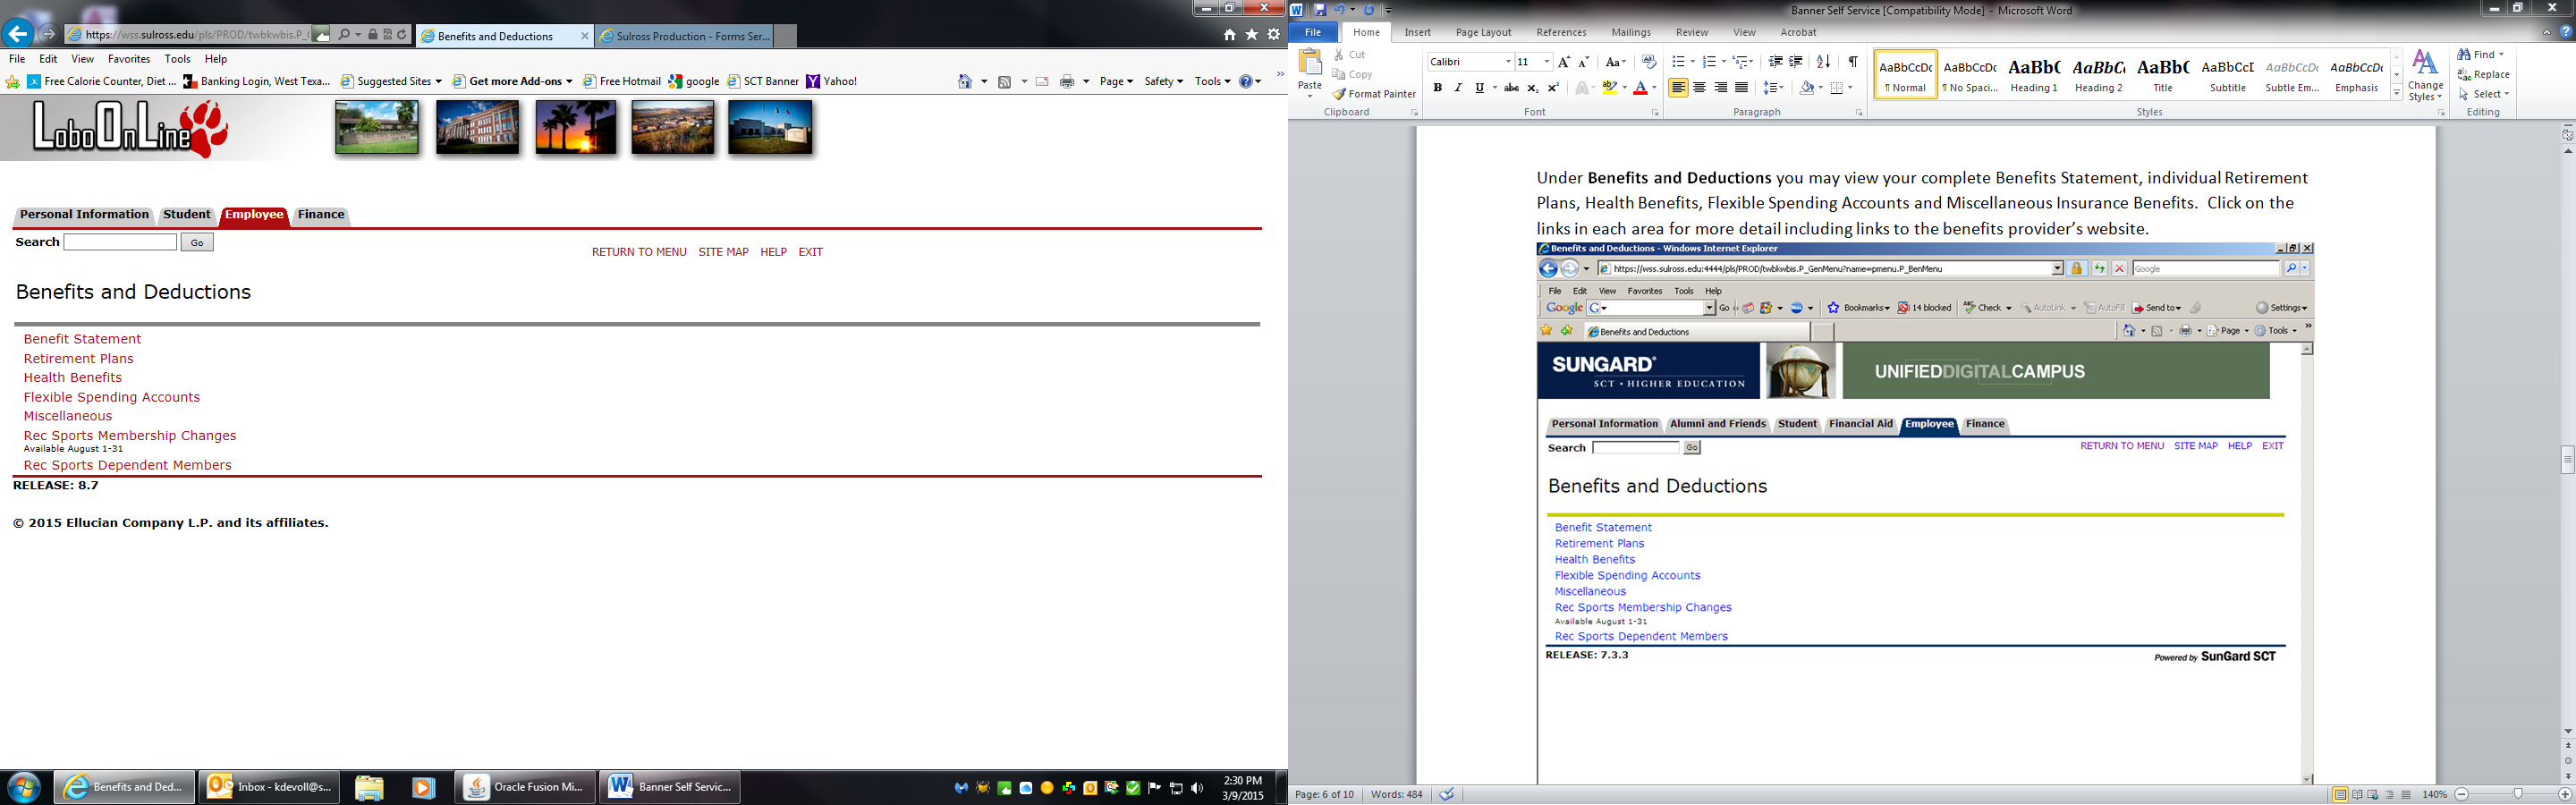 https://wss.sulross.edu/pls/PROD/twbkwbis.P_G
Benefits and Deductions
Sulross Production - Forms Ser...
File Edit View Favorites Tools Help
Free Calorie Counter, Diet ... Banking Login, West Texa... Suggested Sites Get more Add-ons Free Hotmail google SCT Banner Yahoo! Page Safety Tools
LoboOnLine
Personal Information Student Employee Finance
Search Go
RETURN TO MENU SITE MAP HELP EXIT
Benefits and Deductions
Benefit Statement
Retirement Plans
Health Benefits
Flexible Spending Accounts
Miscellaneous
Rec Sports Membership Changes
Available August 1-31
Rec Sports Dependent Members
RELEASE: 8.7
© 2015 Ellucian Company L.P. and its affiliates.
Benefits and Ded... Inbox - kdevoll@s... Oracle Fusion Mi... Banner Self Servic...
2:30 PM
3/9/2015
Banner Self Service [Compatibility Mode] - Microsoft Word
File Home Insert Page Layout References Mailings Review View Acrobat
Paste
Cut
Copy
Format Painter
Clipboard
Calibri 11
Font
Paragraph
AaBbCcDc AaBbCcDc AaBbC AaBbCc AaBbC AaBbCcI AaBbCcDc AaBbCcDc
¶ Normal ¶ No Spaci... Heading 1 Heading 2 Title Subtitle Subtle Em... Emphasis
Styles
Change Styles
Find
Replace
Select
Editing
Under Benefits and Deductions you may view your complete Benefits Statement, individual Retirement
Plans, Health Benefits, Flexible Spending Accounts and Miscellaneous Insurance Benefits. Click on the
links in each area for more detail including links to the benefits provider's website.
Benefits and Deductions - Windows Internet Explorer
https://wss.sulross.edu:4444/pls/PROD/twbkwbis.P_GenMenu?name=pmenu.P_BenMenu
Google
File Edit View Favorites Tools Help
Google Go Bookmarks 14 blocked Check AutoLink AutoFill Send to Settings
Benefits and Deductions
Page Tools
SUNGARD®
SCT • HIGHER EDUCATION
UNIFIEDDIGITALCAMPUS
Personal Information Alumni and Friends Student Financial Aid Employee Finance
Search Go
RETURN TO MENU SITE MAP HELP EXIT
Benefits and Deductions
Benefit Statement
Retirement Plans
Health Benefits
Flexible Spending Accounts
Miscellaneous
Rec Sports Membership Changes
Available August 1-31
Rec Sports Dependent Members
RELEASE: 7.3.3
Powered by SunGard SCT
Page: 6 of 10 Words: 484
140%